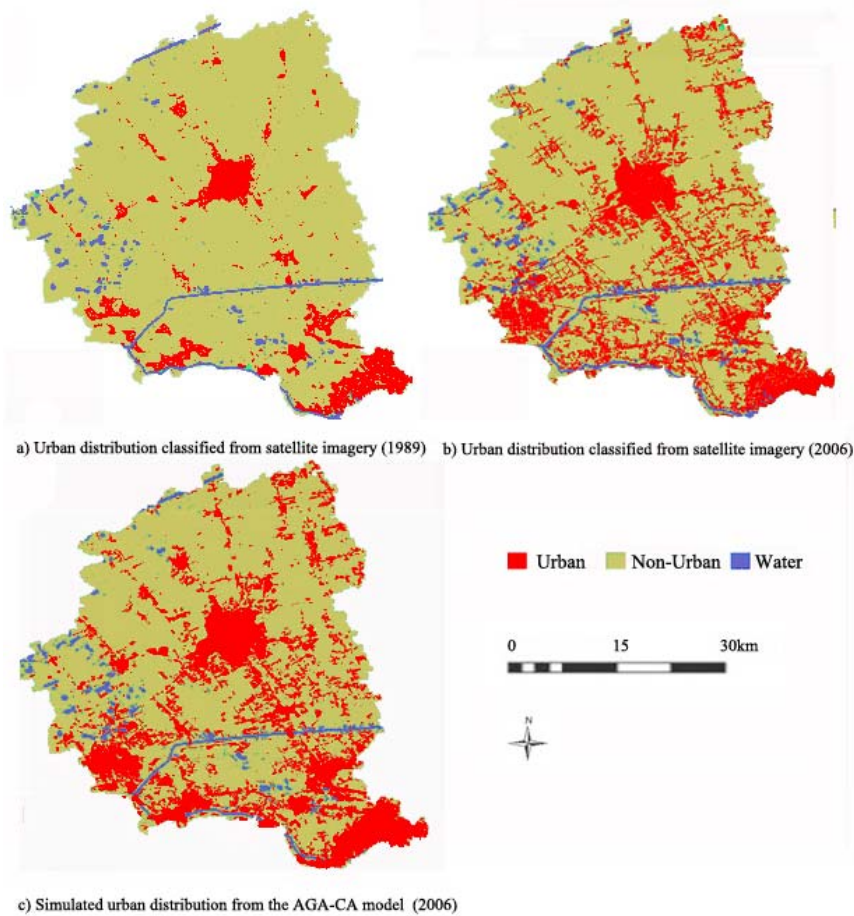 a) Urban distribution classified from satellite imagery (1989)
b) Urban distribution classified from satellite imagery (2006)
Urban
Non-Urban
Water
0 15 30km
N
c) Simulated urban distribution from the AGA-CA model (2006)